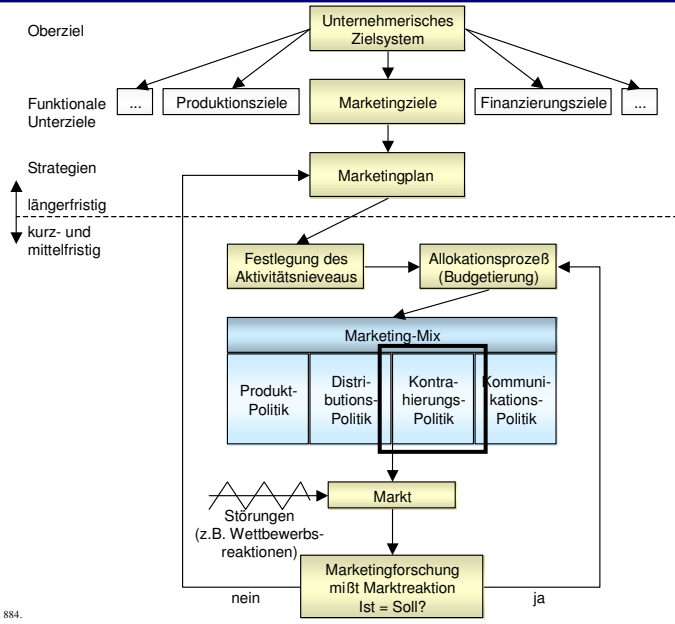 Oberziel
Unternehmerisches
Zielsystem
Funktionale
Unterziele
...
Produktionsziele
Marketingziele
Finanzierungsziele
...
Strategien
Marketingplan
längerfristig
kurz- und
mittelfristig
Festlegung des
Aktivitätsnieveaus
Allokationsprozeß
(Budgetierung)
Marketing-Mix
Produkt-
Politik
Distri-
butions-
Politik
Kontra-
hierungs-
Politik
Kommuni-
kations-
Politik
Markt
Störungen
(z.B. Wettbewerbs-
reaktionen)
Marketingforschung
mißt Marktreaktion
Ist = Soll?
nein
ja
884.